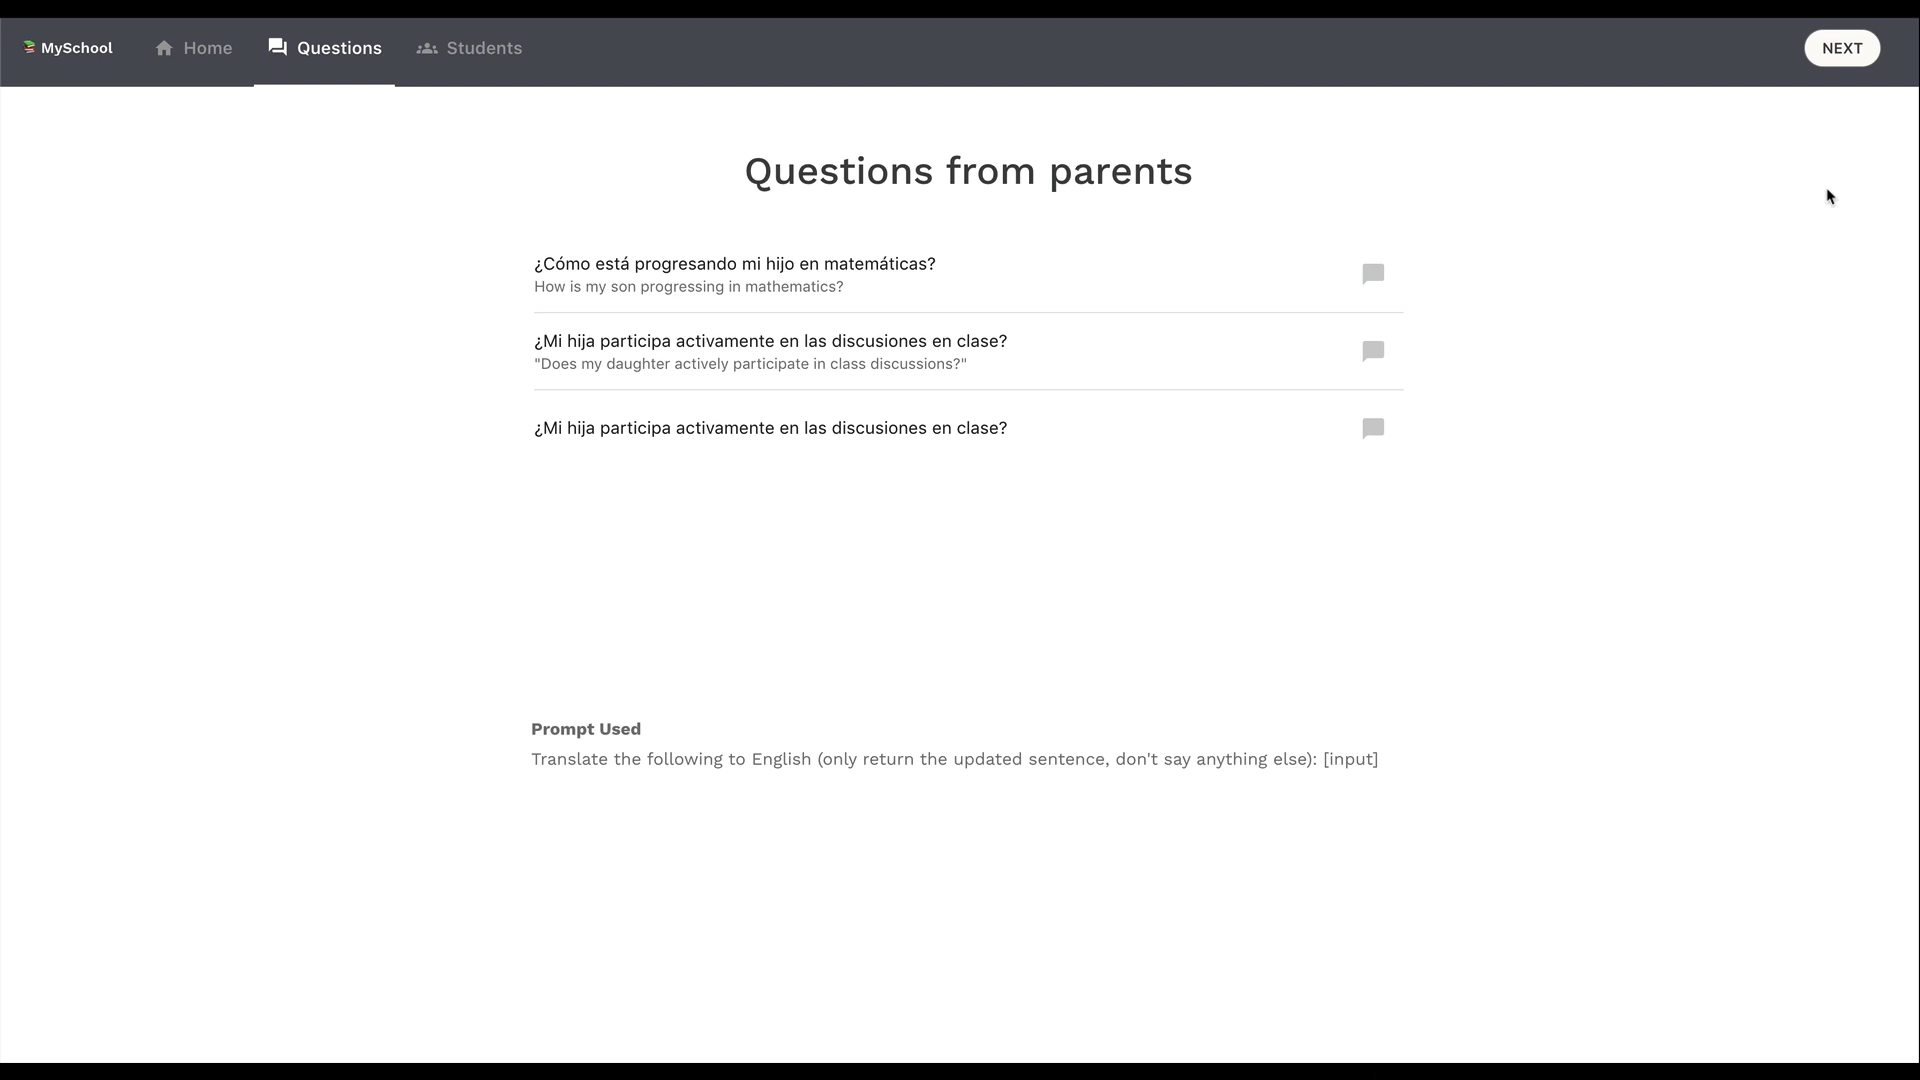 MySchool
Home
Questions
Students
NEXT
Questions from parents
¿Cómo está progresando mi hijo en matemáticas?
How is my son progressing in mathematics?
¿Mi hija participa activamente en las discusiones en clase?
"Does my daughter actively participate in class discussions?"
¿Mi hija participa activamente en las discusiones en clase?
Prompt Used
Translate the following to English (only return the updated sentence, don't say anything else): [input]